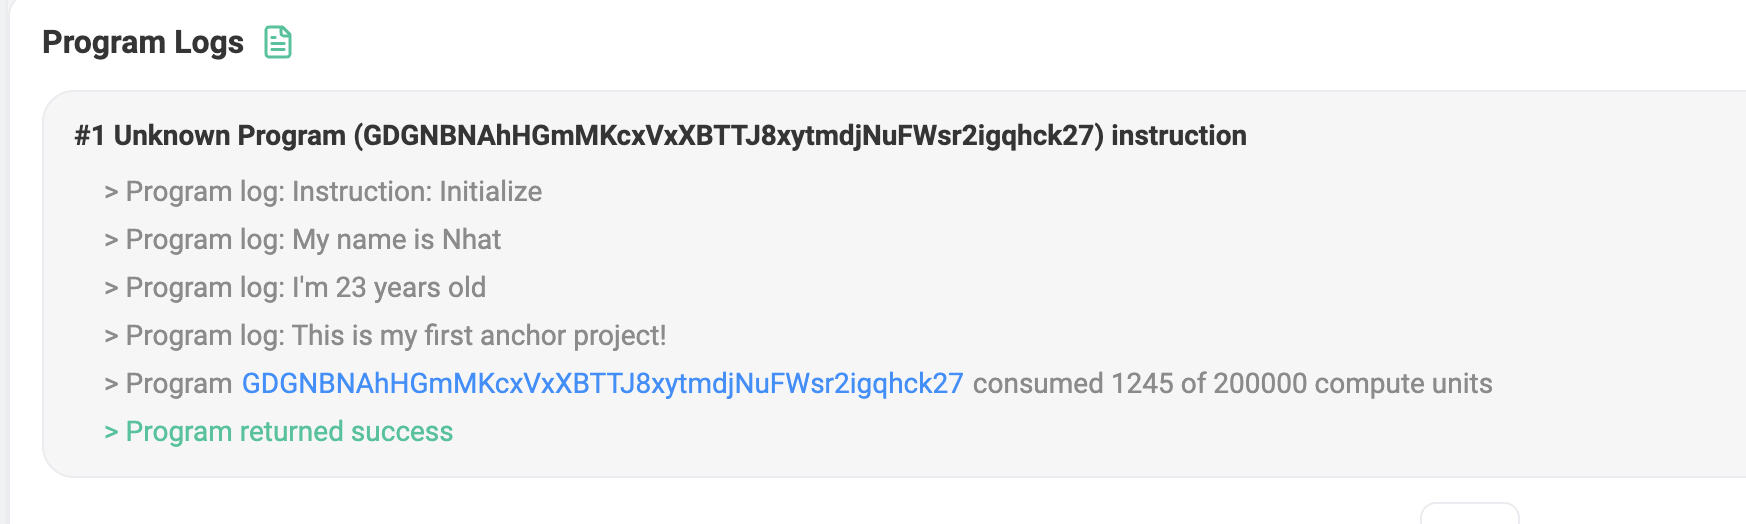 Program Logs
#1 Unknown Program (GDGNBNAhHGmMKcxVxXBTTJ8xytmdjNuFWsr2igqhck27) instruction
> Program log: Instruction: Initialize
> Program log: My name is Nhat
> Program log: I'm 23 years old
> Program log: This is my first anchor project!
> Program GDGNBNAhHGmMKcxVxXBTTJ8xytmdjNuFWsr2igqhck27 consumed 1245 of 200000 compute units
> Program returned success